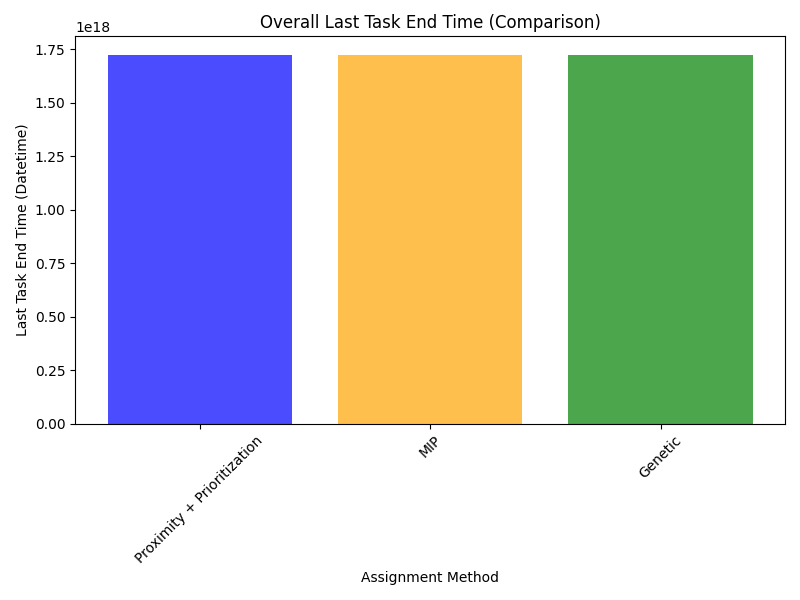 Overall Last Task End Time (Comparison)
1e18
1.75
1.50
1.25
1.00
0.75
0.50
0.25
0.00
Last Task End Time (Datetime)
Proximity + Prioritization
MIP
Genetic
Assignment Method